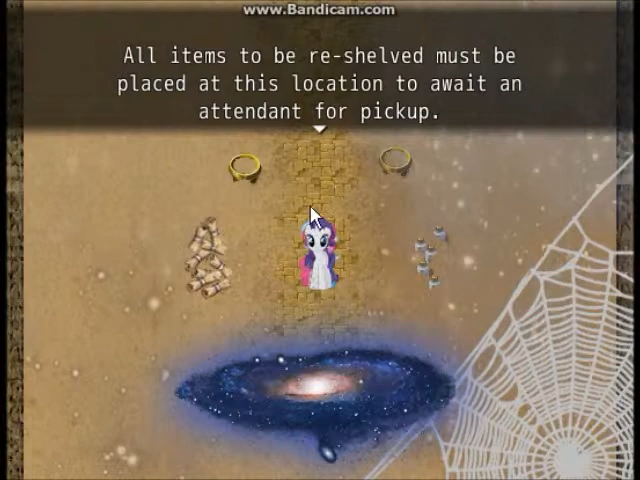 www.Bandicam.com
All items to be re-shelved must be
placed at this location to await an
attendant for pickup.